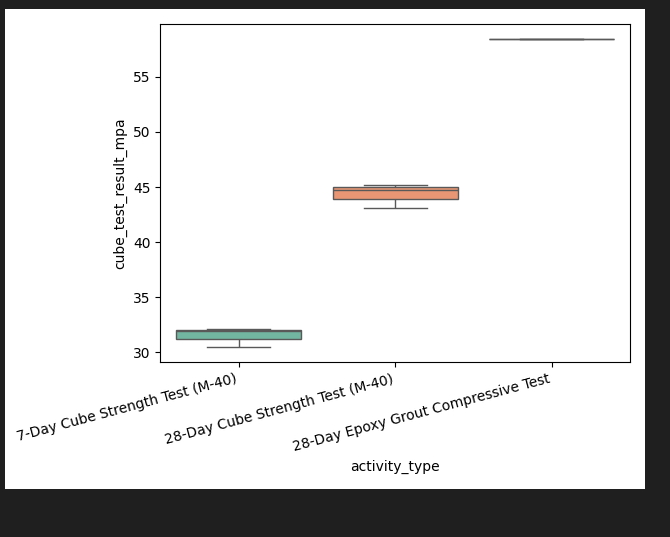 55
50
45
40
35
30
cube_test_result_mpa
7-Day Cube Strength Test (M-40)
28-Day Cube Strength Test (M-40)
28-Day Epoxy Grout Compressive Test
activity_type